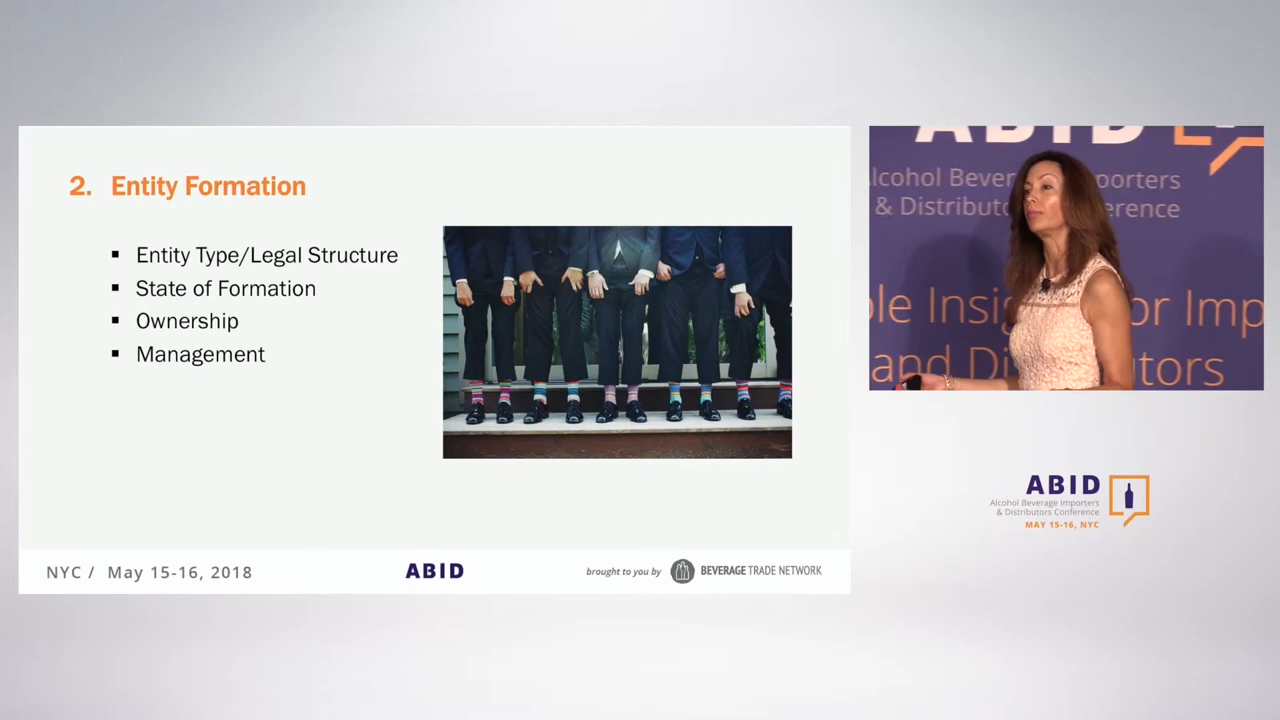 2. Entity Formation
▪ Entity Type/Legal Structure
▪ State of Formation
▪ Ownership
▪ Management
NYC / May 15-16, 2018
ABID
brought to you by
BEVERAGE TRADE NETWORK
ABID
lcohol Bever porters
& Distribut erence
ple Insig or Imp
and Di utors
ABID
Alcohol Beverage Importers
& Distributors Conference
MAY 15-16, NYC